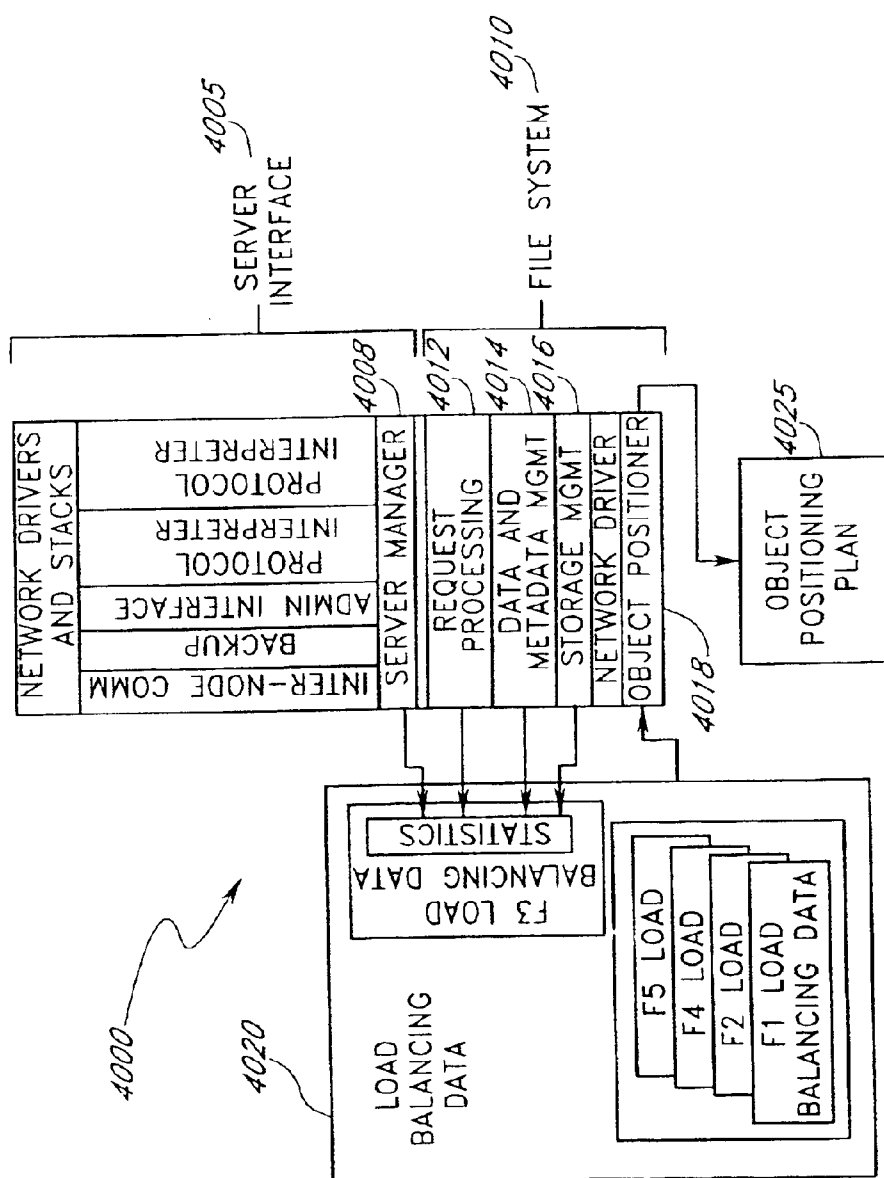 4000
4020
LOAD
BALANCING
DATA
F3 LOAD
BALANCING DATA
STATISTICS
F5 LOAD
F4 LOAD
F2 LOAD
F1 LOAD
BALANCING DATA
NETWORK DRIVERS
AND STACKS
INTER-NODE COMM
BACKUP
ADMIN INTERFACE
PROTOCOL
INTERPRETER
PROTOCOL
INTERPRETER
SERVER MANAGER
4008
REQUEST
PROCESSING
4012
DATA AND
METADATA MGMT
4014
STORAGE MGMT
4016
NETWORK DRIVER
OBJECT POSITIONER
4018
SERVER
INTERFACE
4005
FILE SYSTEM
4010
OBJECT
POSITIONING
PLAN
4025